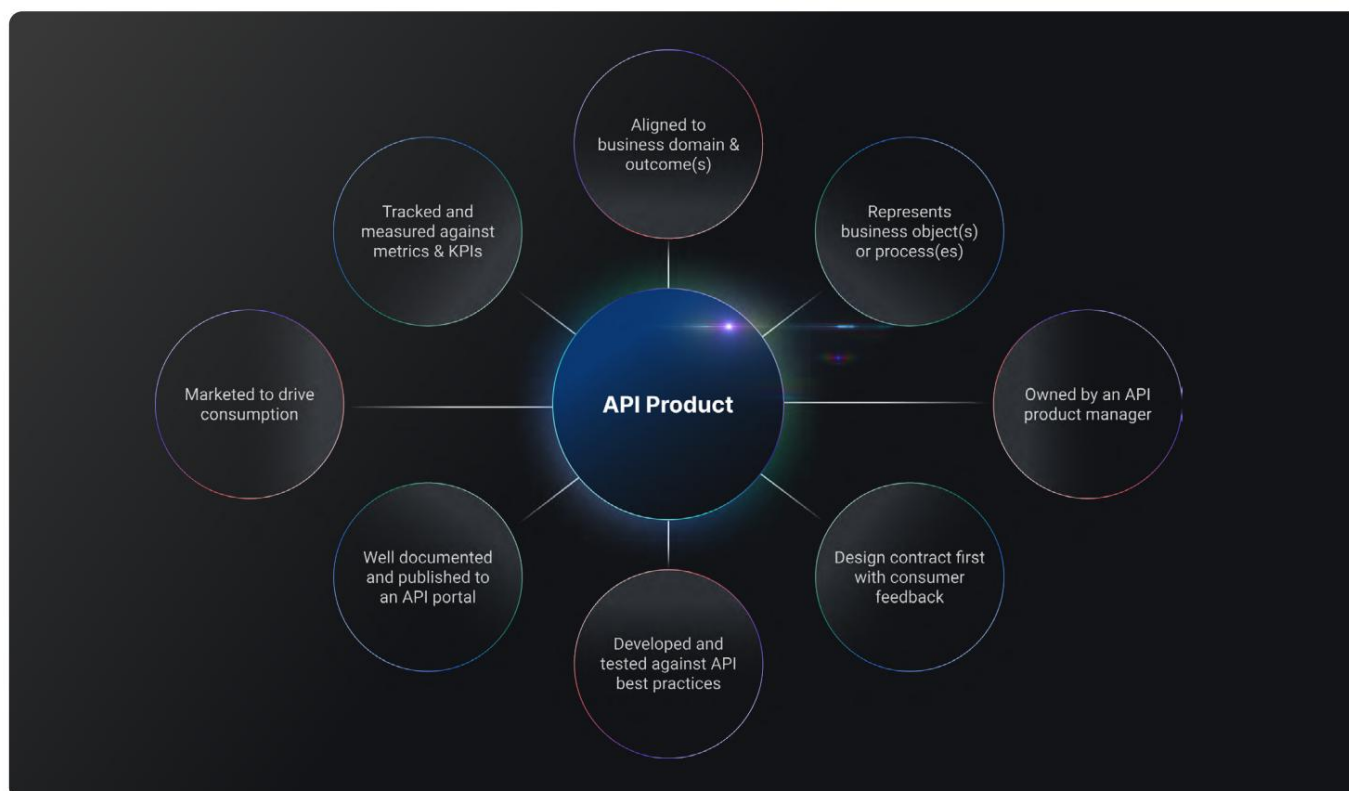 Aligned to
business domain &
outcome(s)
Tracked and
measured against
metrics & KPIs
Represents
business object(s)
or process(es)
Marketed to drive
consumption
API Product
Owned by an API
product manager
Well documented
and published to
an API portal
Design contract first
with consumer
feedback
Developed and
tested against API
best practices